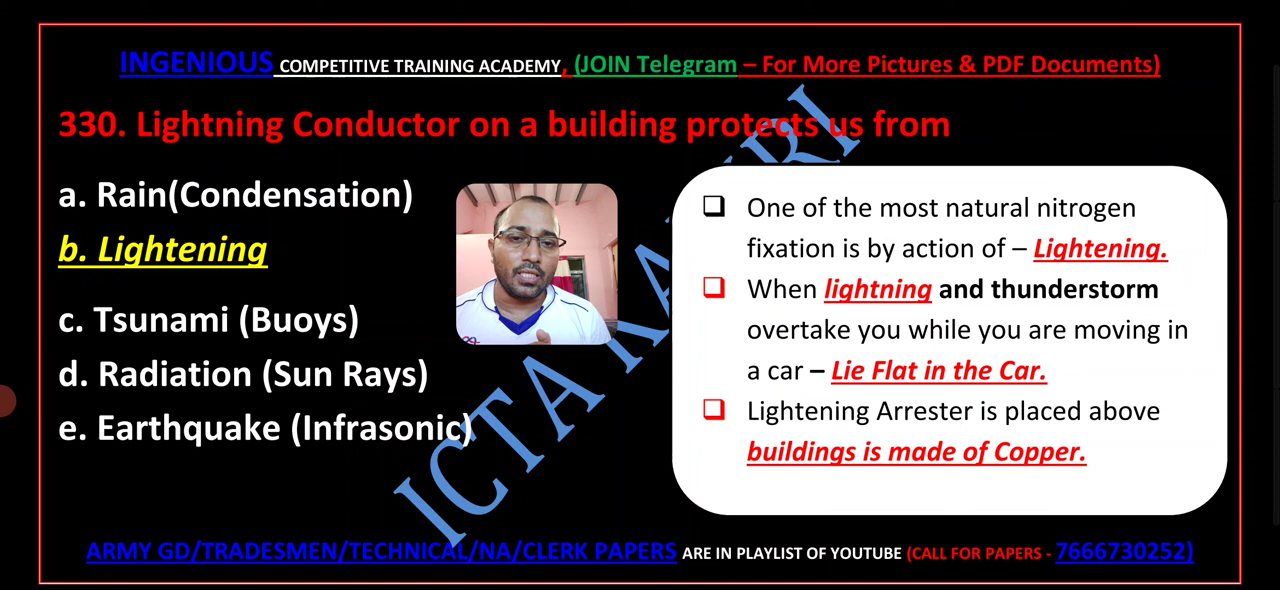 INGENIOUS COMPETITIVE TRAINING ACADEMY, (JOIN Telegram – For More Pictures & PDF Documents)
330. Lightning Conductor on a building protects us from
a. Rain(Condensation)
b. Lightening
c. Tsunami (Buoys)
d. Radiation (Sun Rays)
e. Earthquake (Infrasonic)
One of the most natural nitrogen
fixation is by action of – Lightening.
When lightning and thunderstorm
overtake you while you are moving in
a car – Lie Flat in the Car.
Lightening Arrester is placed above
buildings is made of Copper.
ARMY GD/TRADESMEN/TECHNICAL/NA/CLERK PAPERS ARE IN PLAYLIST OF YOUTUBE (CALL FOR PAPERS - 7666730252)
ICTA